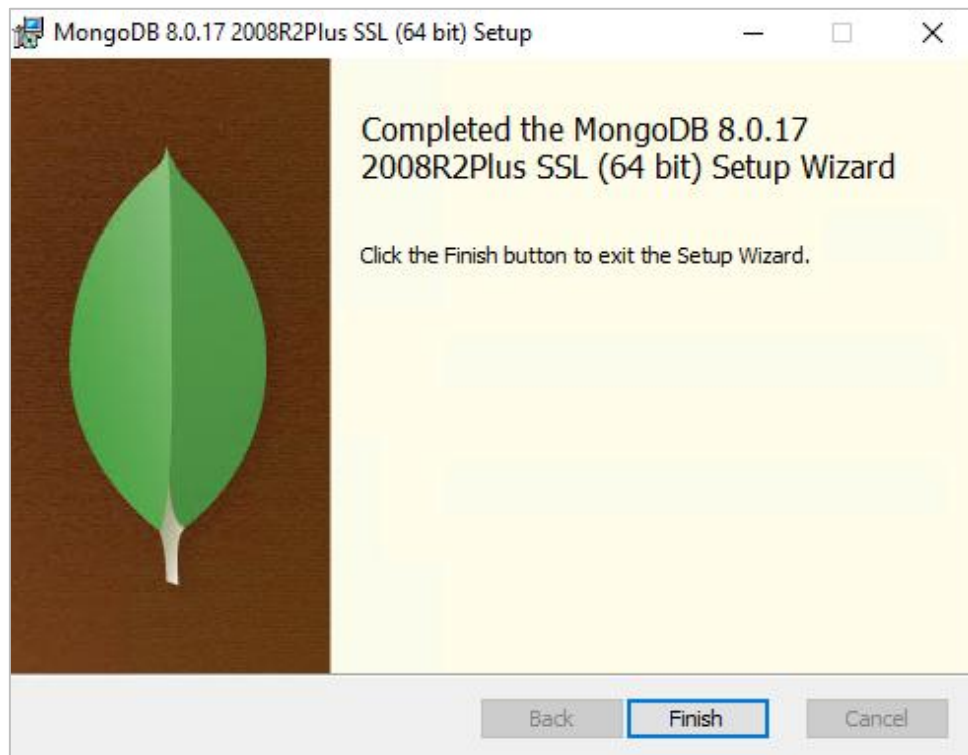 MongoDB 8.0.17 2008R2Plus SSL (64 bit) Setup
Completed the MongoDB 8.0.17
2008R2Plus SSL (64 bit) Setup Wizard
Click the Finish button to exit the Setup Wizard.
Back
Finish
Cancel